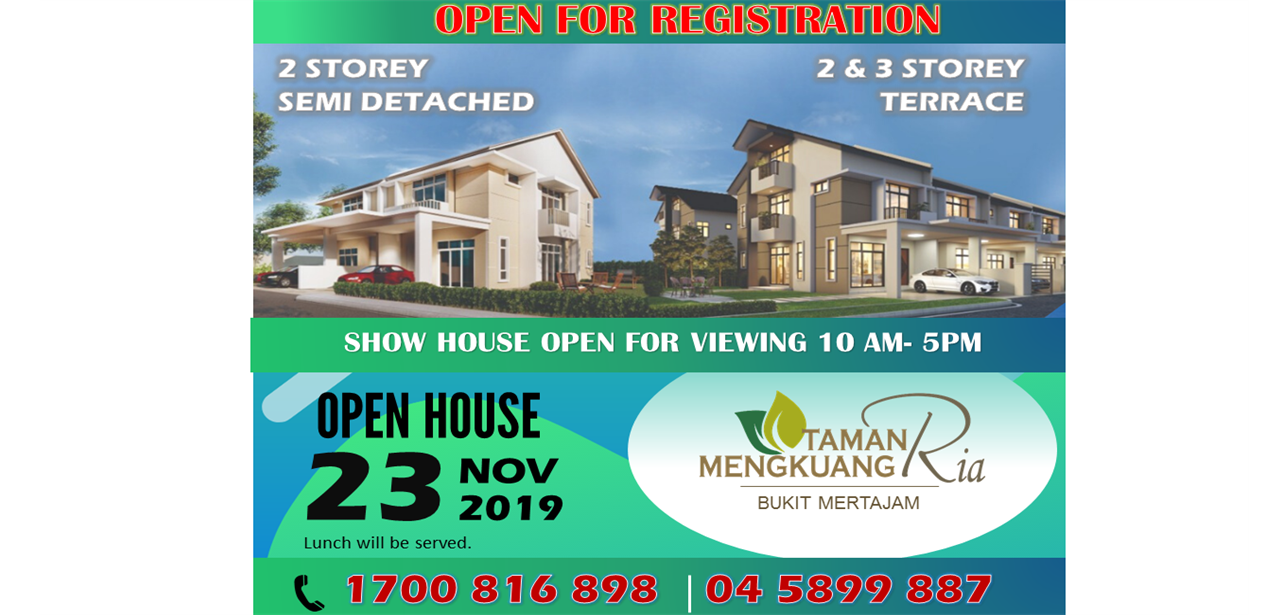 OPEN FOR REGISTRATION
2 STOREY
SEMI DETACHED
2 & 3 STOREY
TERRACE
SHOW HOUSE OPEN FOR VIEWING 10 AM- 5PM
OPEN HOUSE
23 NOV
2019
Lunch will be served.
TAMAN
MENGKUANG Ria
BUKIT MERTAJAM
1700 816 898 | 04 5899 887